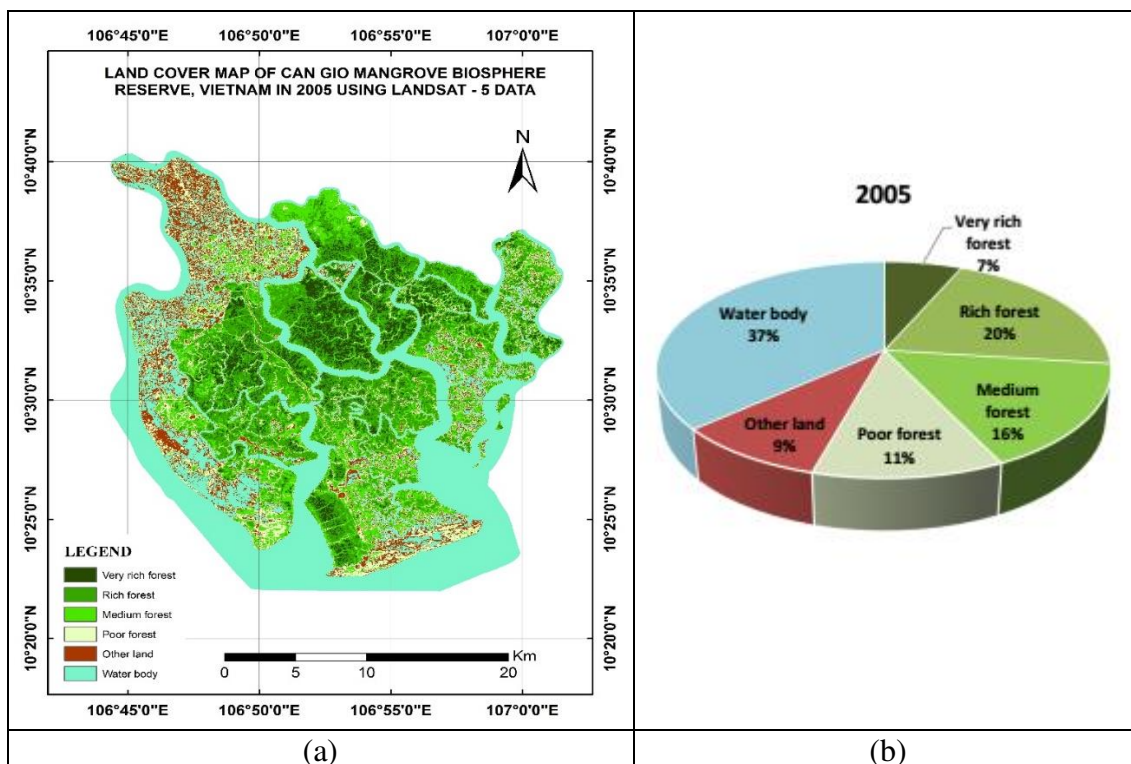 106°45'0"E 106°50'0"E 106°55'0"E 107°0'0"E
LAND COVER MAP OF CAN GIO MANGROVE BIOSPHERE
RESERVE, VIETNAM IN 2005 USING LANDSAT - 5 DATA
N
10°40'0"N 10°40'0"N
10°35'0"N 10°35'0"N
10°30'0"N 10°30'0"N
10°25'0"N 10°25'0"N
10°20'0"N 10°20'0"N
LEGEND
Very rich forest
Rich forest
Medium forest
Poor forest
Other land
Water body
Km
0 5 10 20
106°45'0"E 106°50'0"E 106°55'0"E 107°0'0"E
(a)
2005
Very rich
forest
7%
Rich forest
20%
Medium
forest
16%
Poor forest
11%
Other land
9%
Water body
37%
(b)